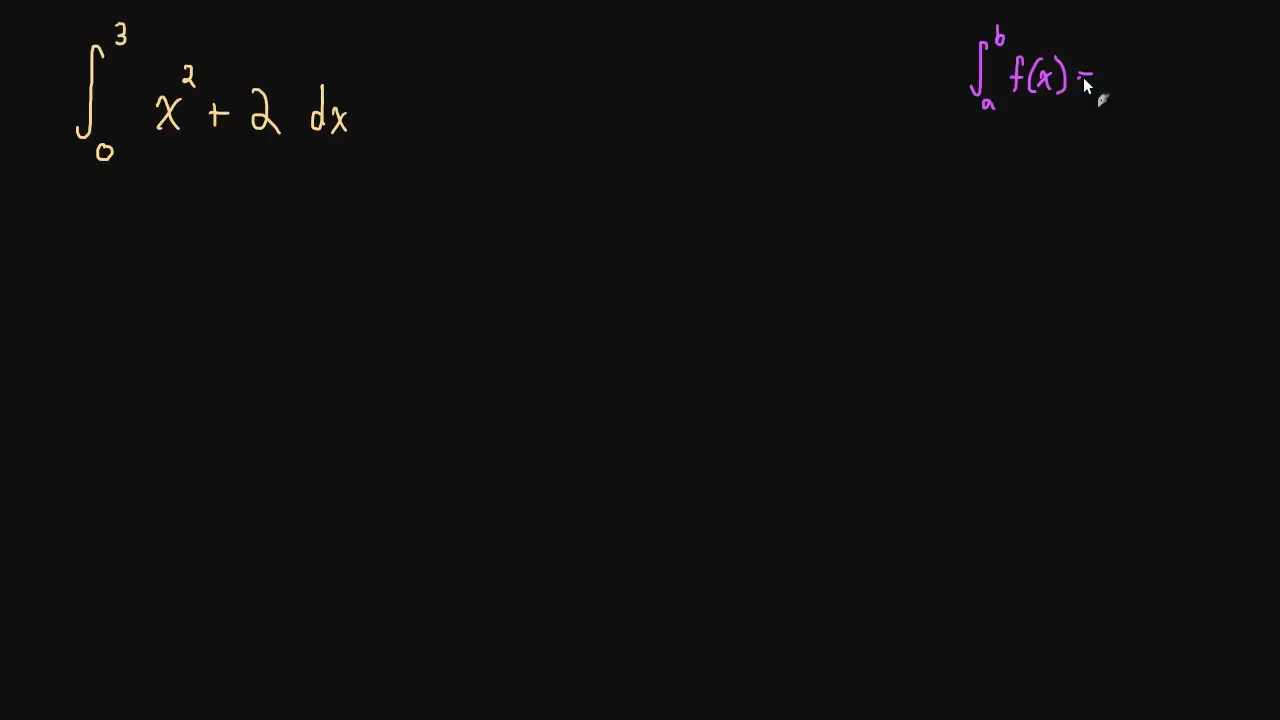 ∫₀³ x² + 2 dx
∫ₐᵇ f(x) =